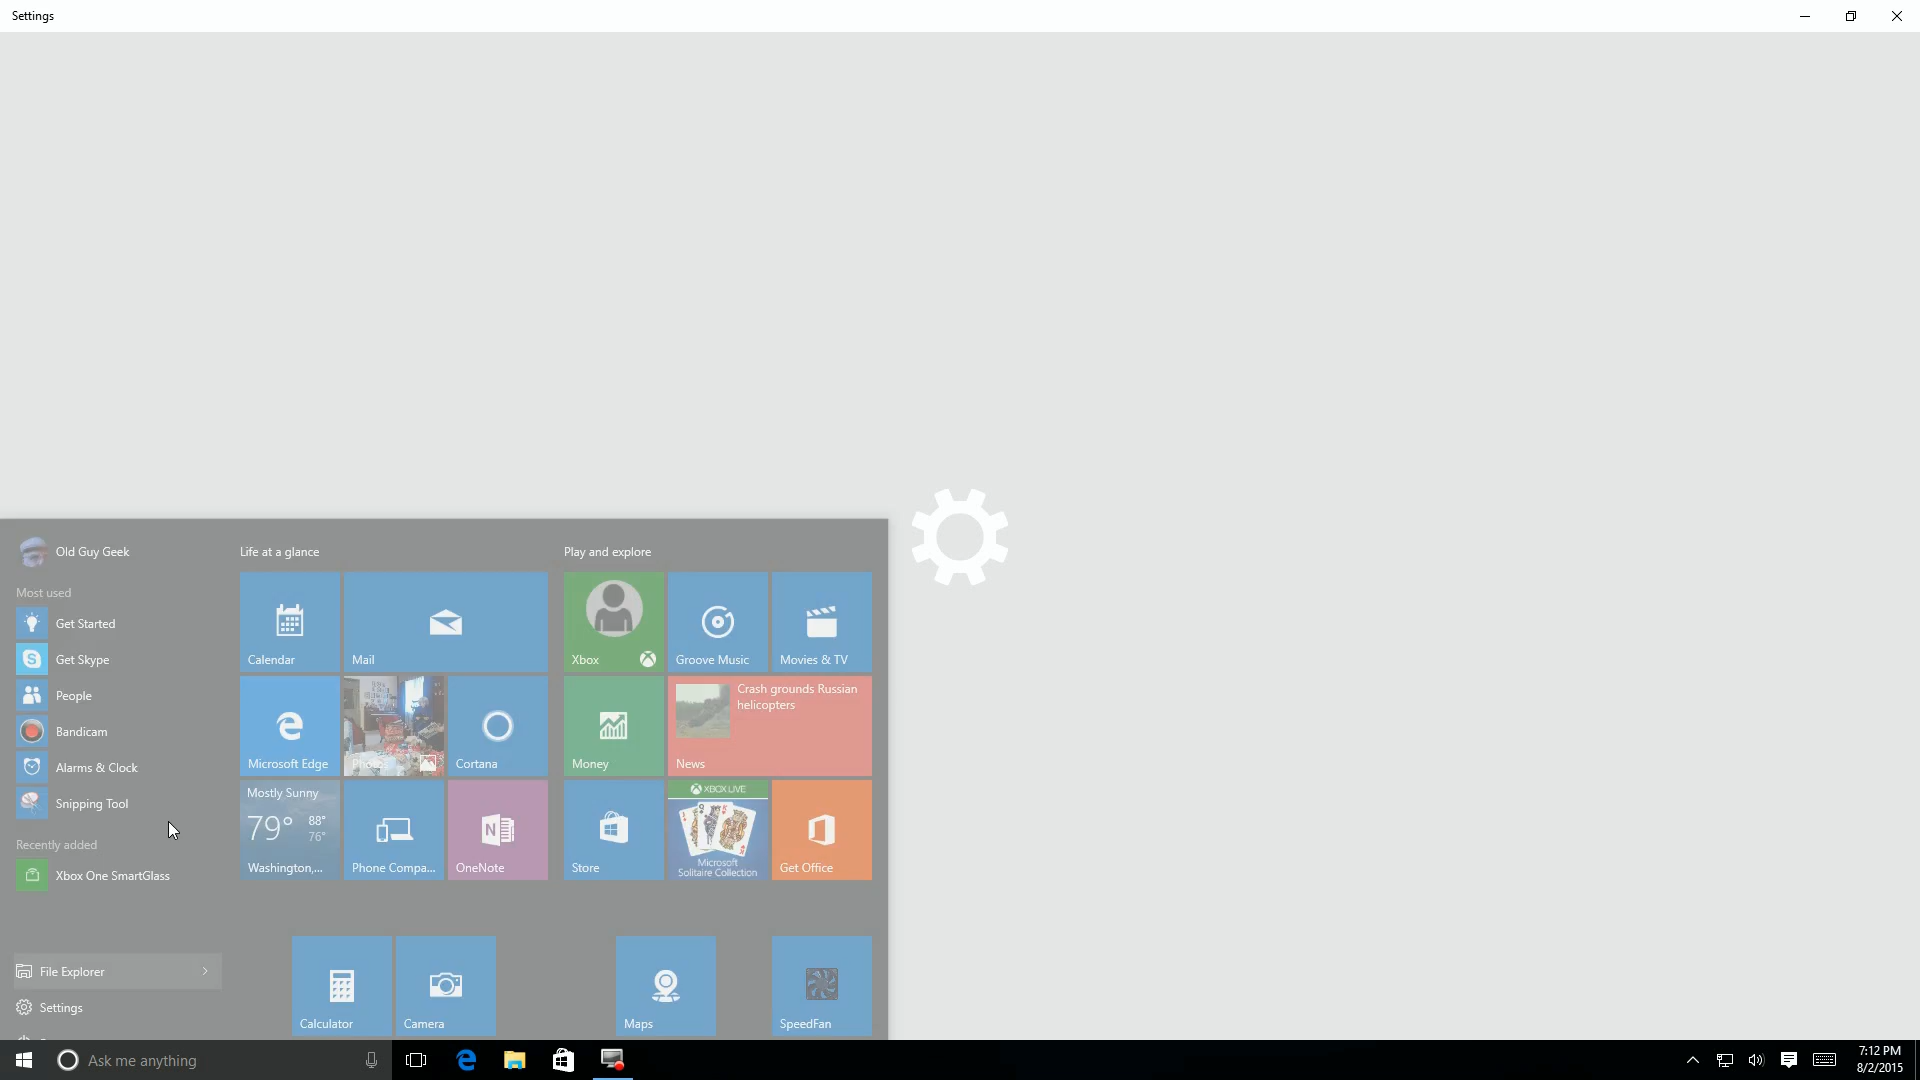 Settings
Old Guy Geek
Life at a glance
Play and explore
Most used
Get Started
Get Skype
People
Bandicam
Alarms & Clock
Snipping Tool
Recently added
Xbox One SmartGlass
File Explorer
Settings
Calendar
Mail
Xbox
Groove Music
Movies & TV
Microsoft Edge
Photos
Cortana
Money
Crash grounds Russian
helicopters
News
Mostly Sunny
79° 88°
76°
Washington,...
Phone Compa...
OneNote
Store
XBOX LIVE
Microsoft
Solitaire Collection
Get Office
Calculator
Camera
Maps
SpeedFan
Ask me anything
7:12 PM
8/2/2015